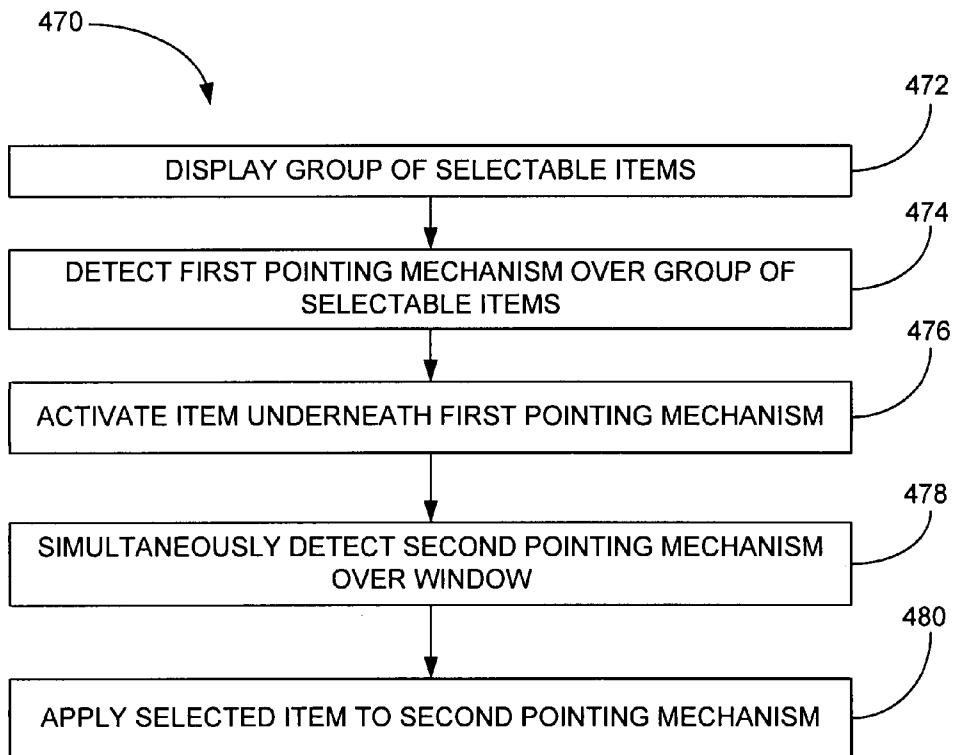 470
472
DISPLAY GROUP OF SELECTABLE ITEMS
474
DETECT FIRST POINTING MECHANISM OVER GROUP OF
SELECTABLE ITEMS
476
ACTIVATE ITEM UNDERNEATH FIRST POINTING MECHANISM
478
SIMULTANEOUSLY DETECT SECOND POINTING MECHANISM
OVER WINDOW
480
APPLY SELECTED ITEM TO SECOND POINTING MECHANISM